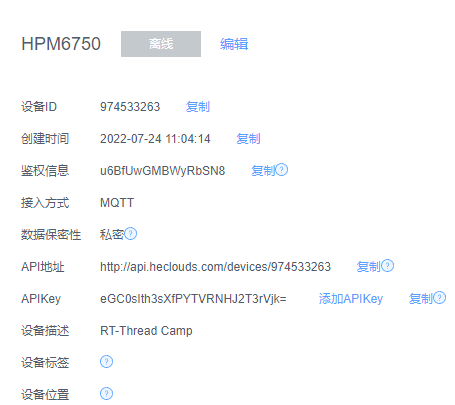 HPM6750 离线 编辑
设备ID 974533263 复制
创建时间 2022-07-24 11:04:14 复制
鉴权信息 u6BfUwGMBWyRbSN8 复制?
接入方式 MQTT
数据保密性 私密?
API地址 http://api.heclouds.com/devices/974533263 复制?
APIKey eGC0sIth3sXfPYTVRNHJ2T3rVjk= 添加APIKey 复制?
设备描述 RT-Thread Camp
设备标签 ?
设备位置 ?